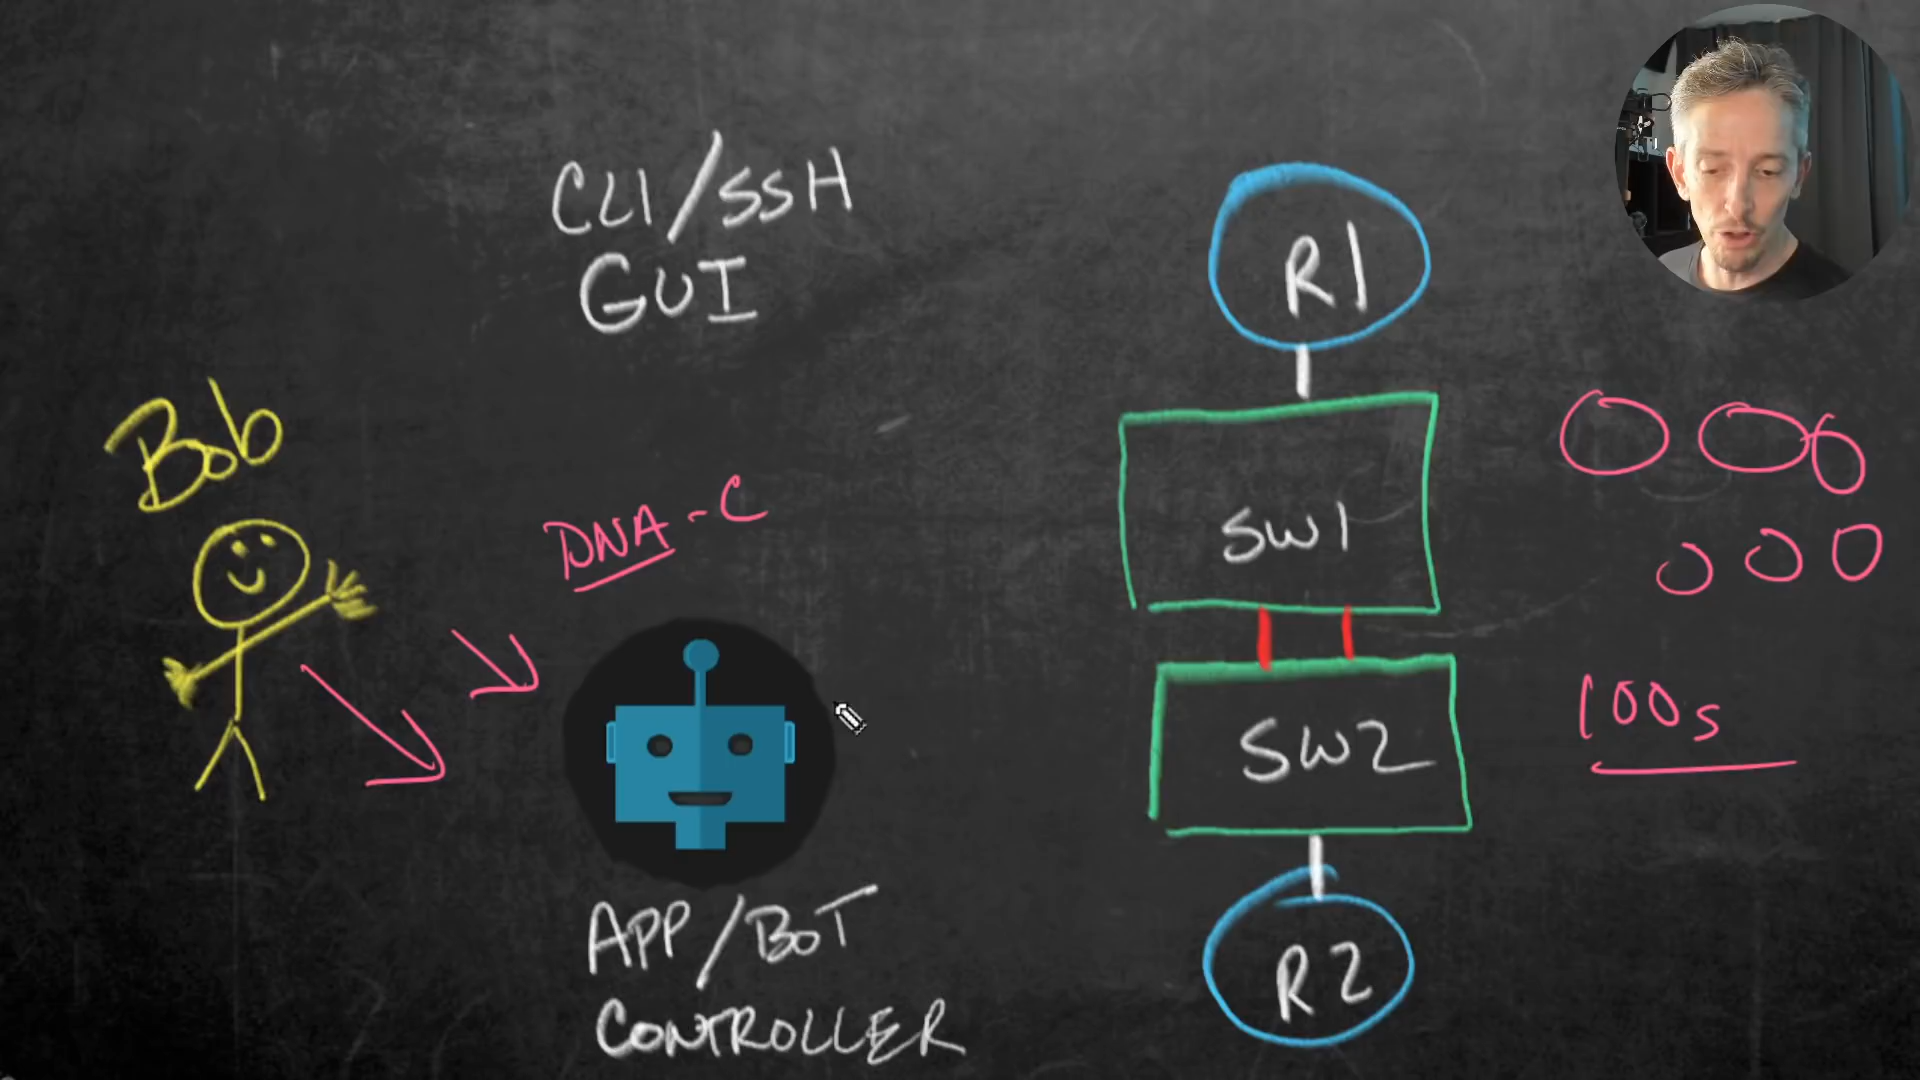 CLI/SSH
GUI
R1
Bob
DNA-C
SW1
100s
SW2
APP/BOT
CONTROLLER
R2